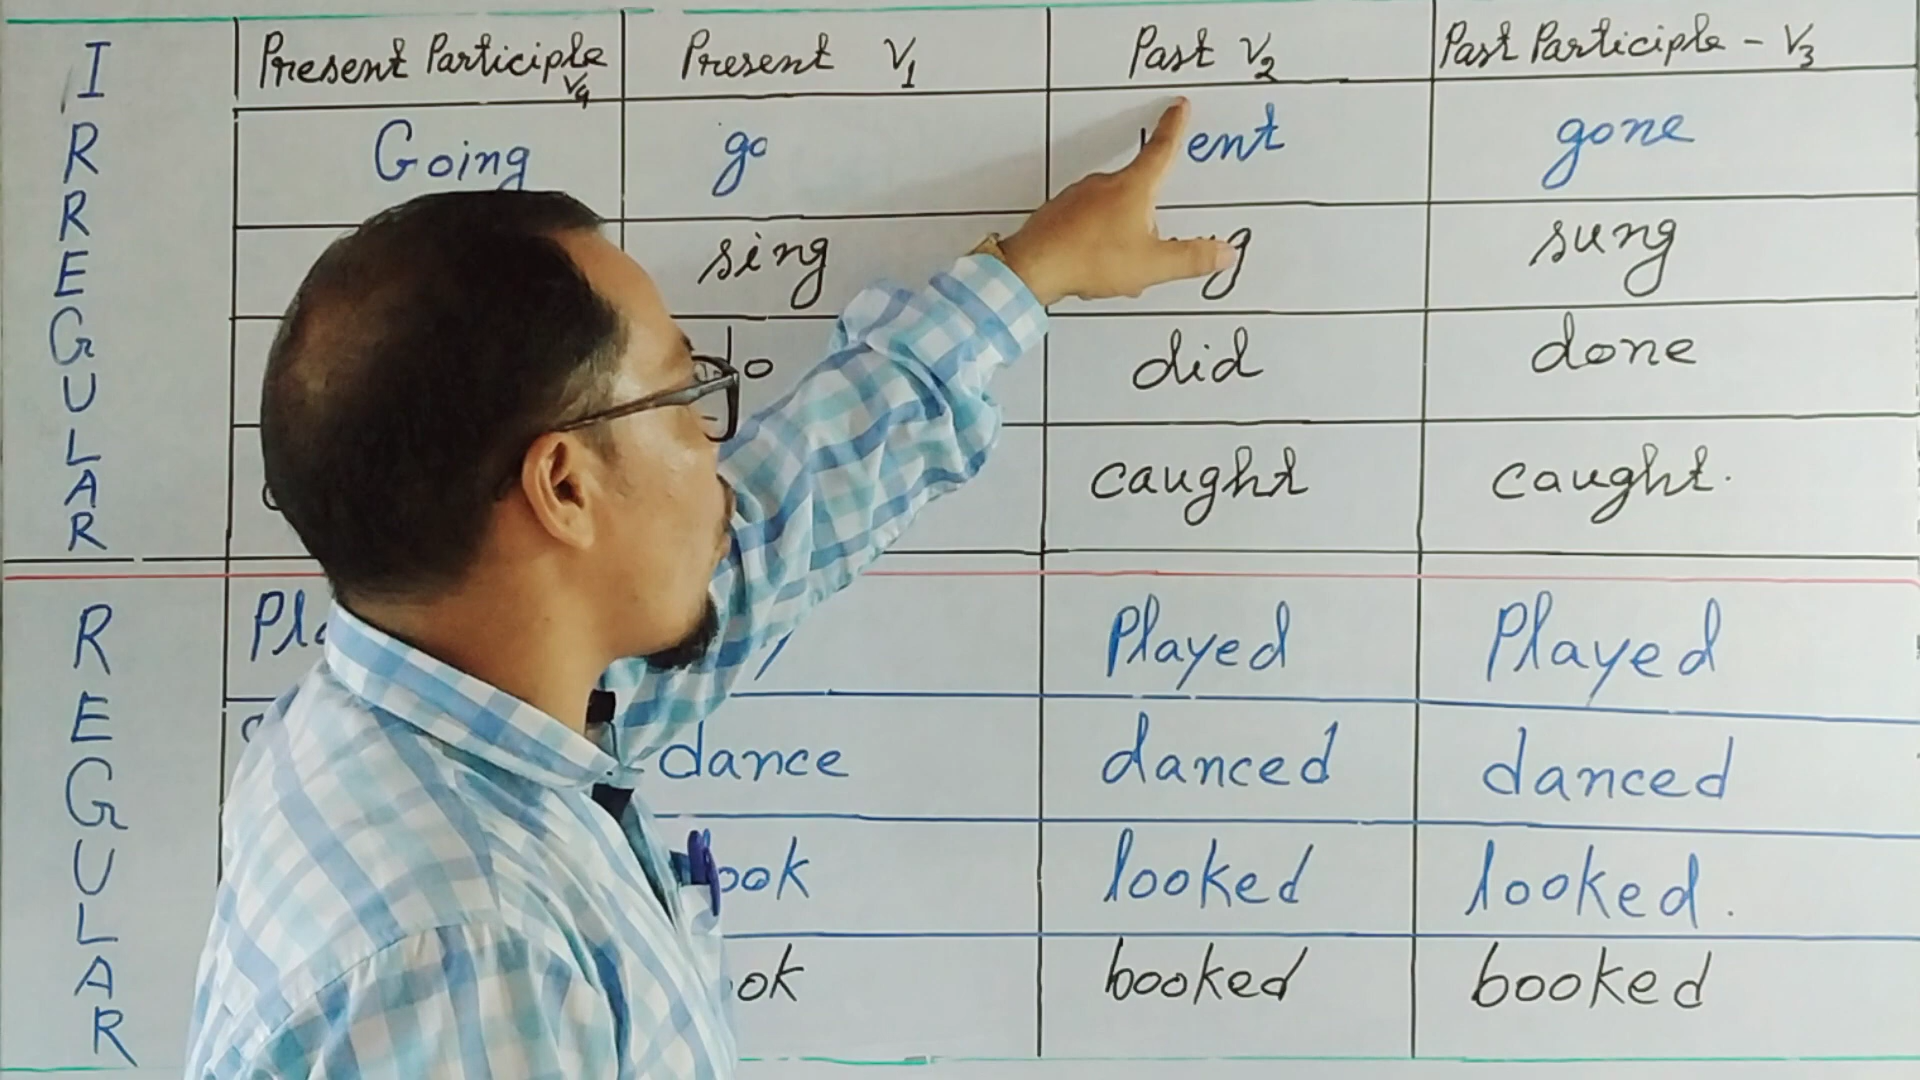 IRREGULAR
Present Participle V4 Present V1 Past V2 Past Participle - V3
Going go gone
sing sung
did done
caught caught.
REGULAR
Played Played
dance danced danced
looked looked.
booked booked